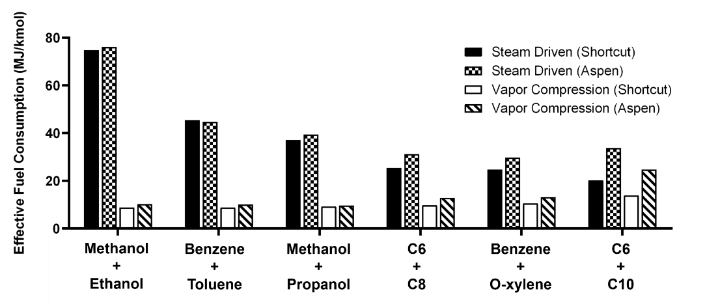 Effective Fuel Consumption (MJ/kmol)
80
60
40
20
0
Steam Driven (Shortcut)
Steam Driven (Aspen)
Vapor Compression (Shortcut)
Vapor Compression (Aspen)
Methanol
+
Ethanol
Benzene
+
Toluene
Methanol
+
Propanol
C6
+
C8
Benzene
+
O-xylene
C6
+
C10